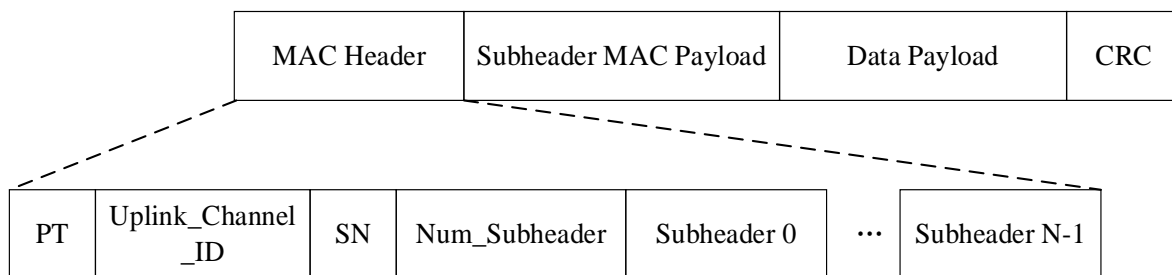 MAC Header
Subheader MAC Payload
Data Payload
CRC
PT
Uplink_Channel
_ID
SN
Num_Subheader
Subheader 0
...
Subheader N-1